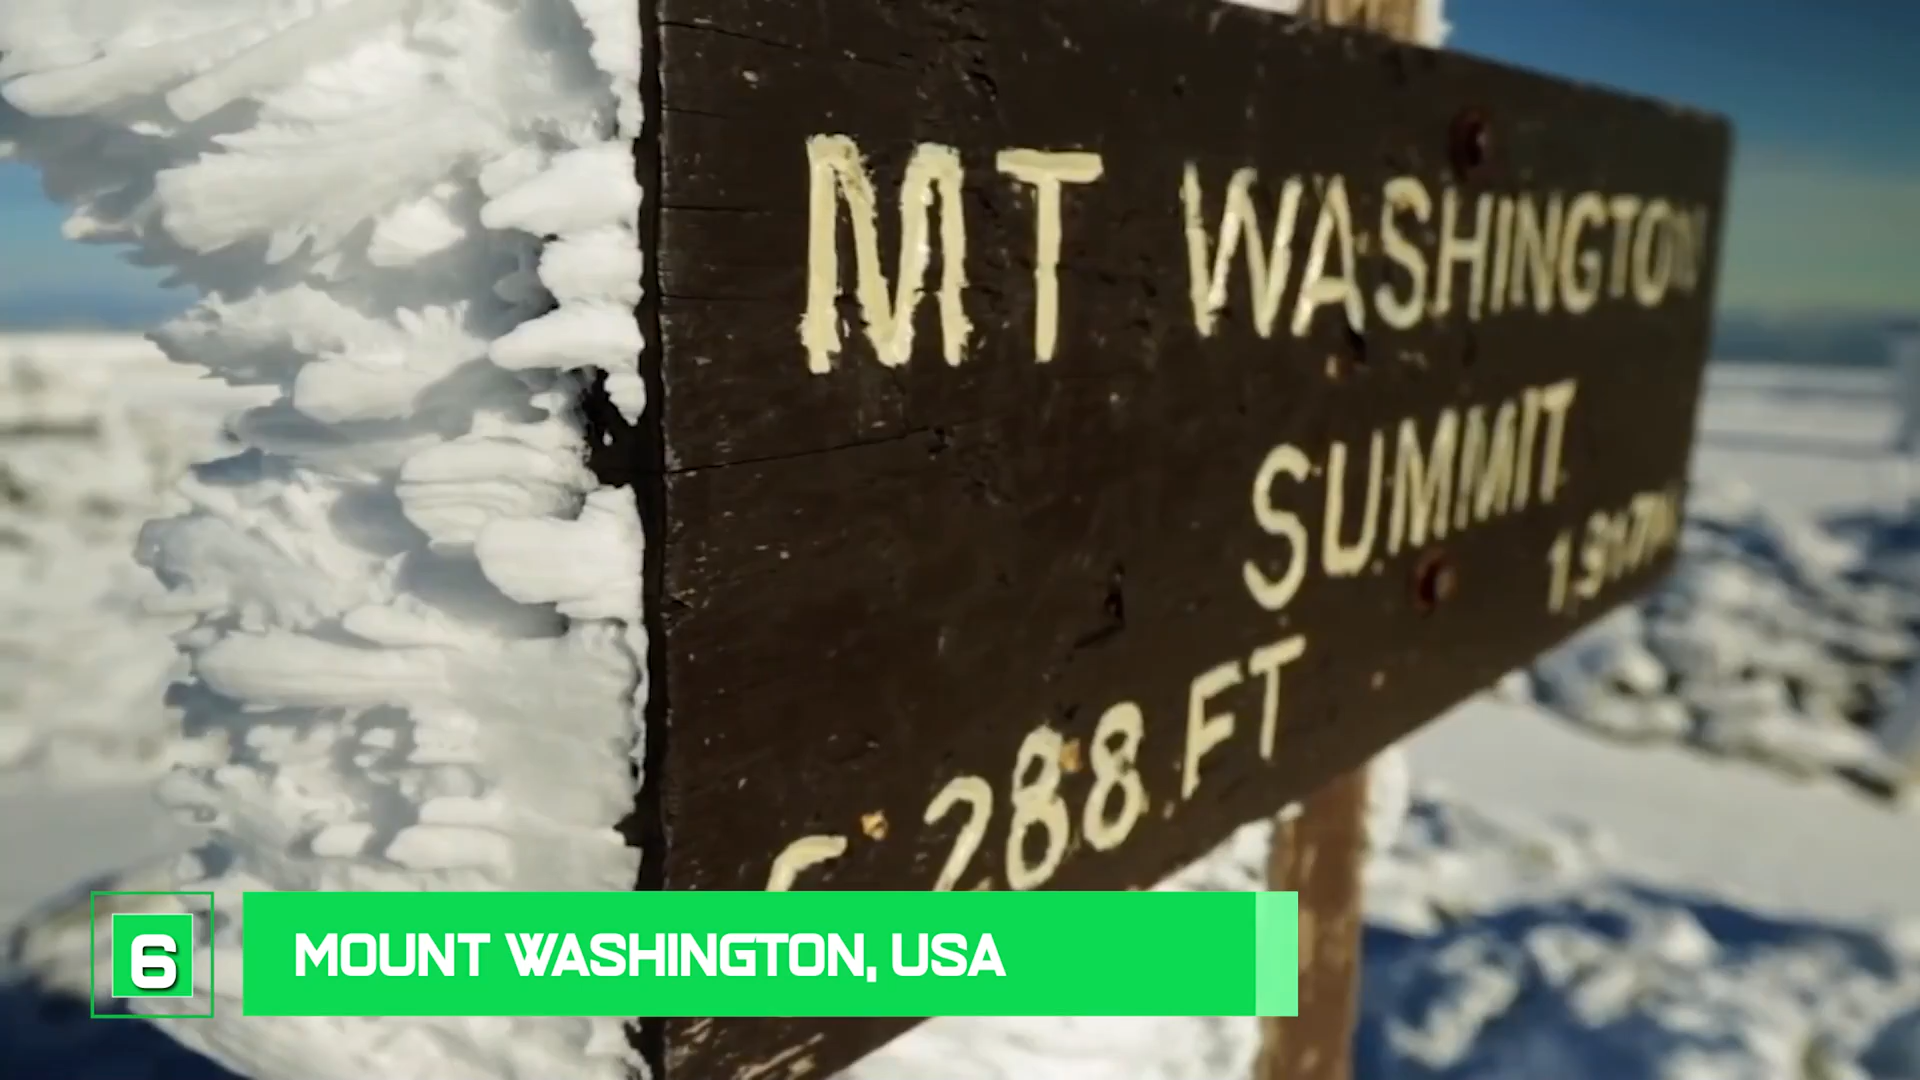 MT WASHINGTON
SUMMIT
288 FT
6
MOUNT WASHINGTON, USA